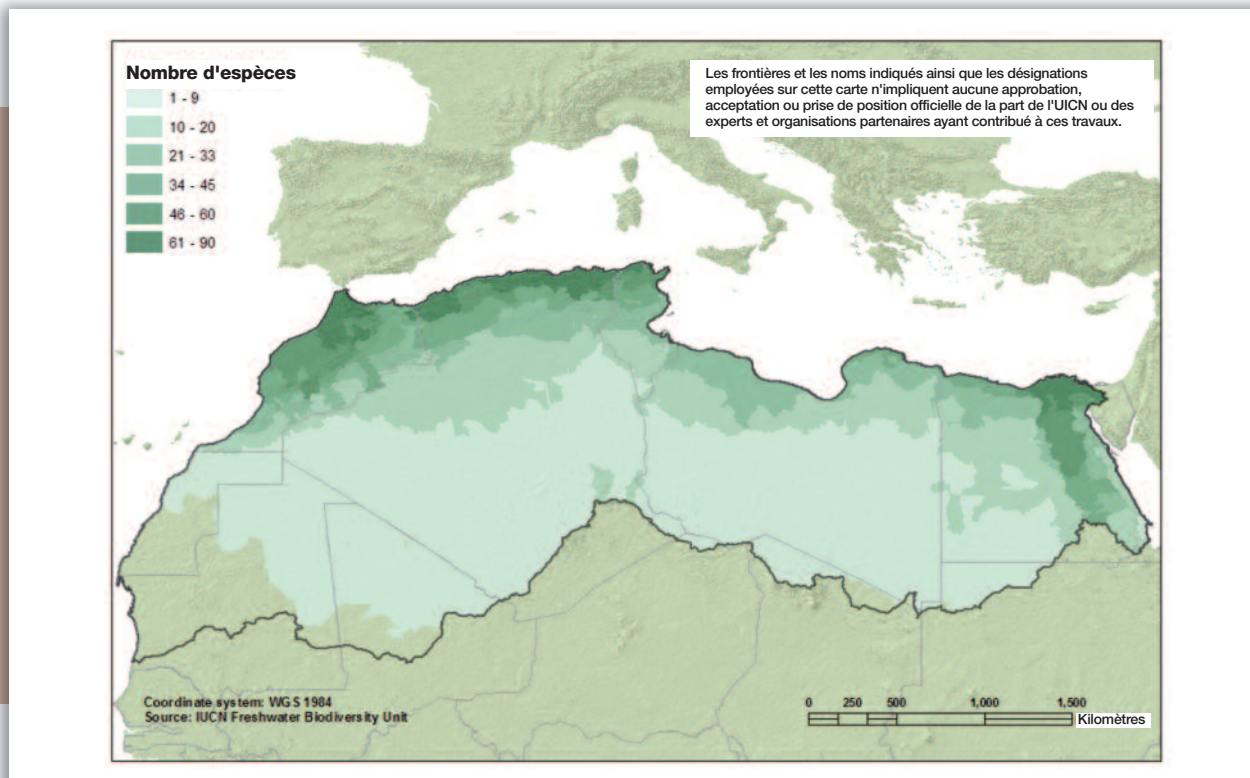 Nombre d'espèces
1 - 9
10 - 20
21 - 33
34 - 45
46 - 60
61 - 90
Les frontières et les noms indiqués ainsi que les désignations
employées sur cette carte n'impliquent aucune approbation,
acceptation ou prise de position officielle de la part de l'UICN ou des
experts et organisations partenaires ayant contribué à ces travaux.
Coordinate system: WGS 1984
Source: IUCN Freshwater Biodiversity Unit
0 250 500 1,000 1,500
Kilomètres